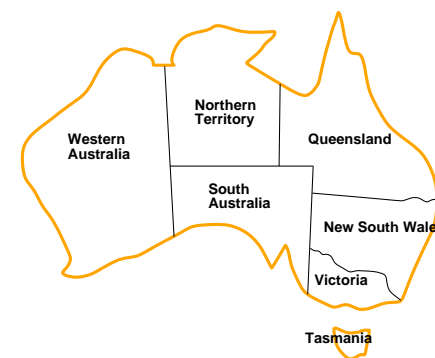 Northern
Territory
Western
Australia
Queensland
South
Australia
New South Wale
Victoria
Tasmania